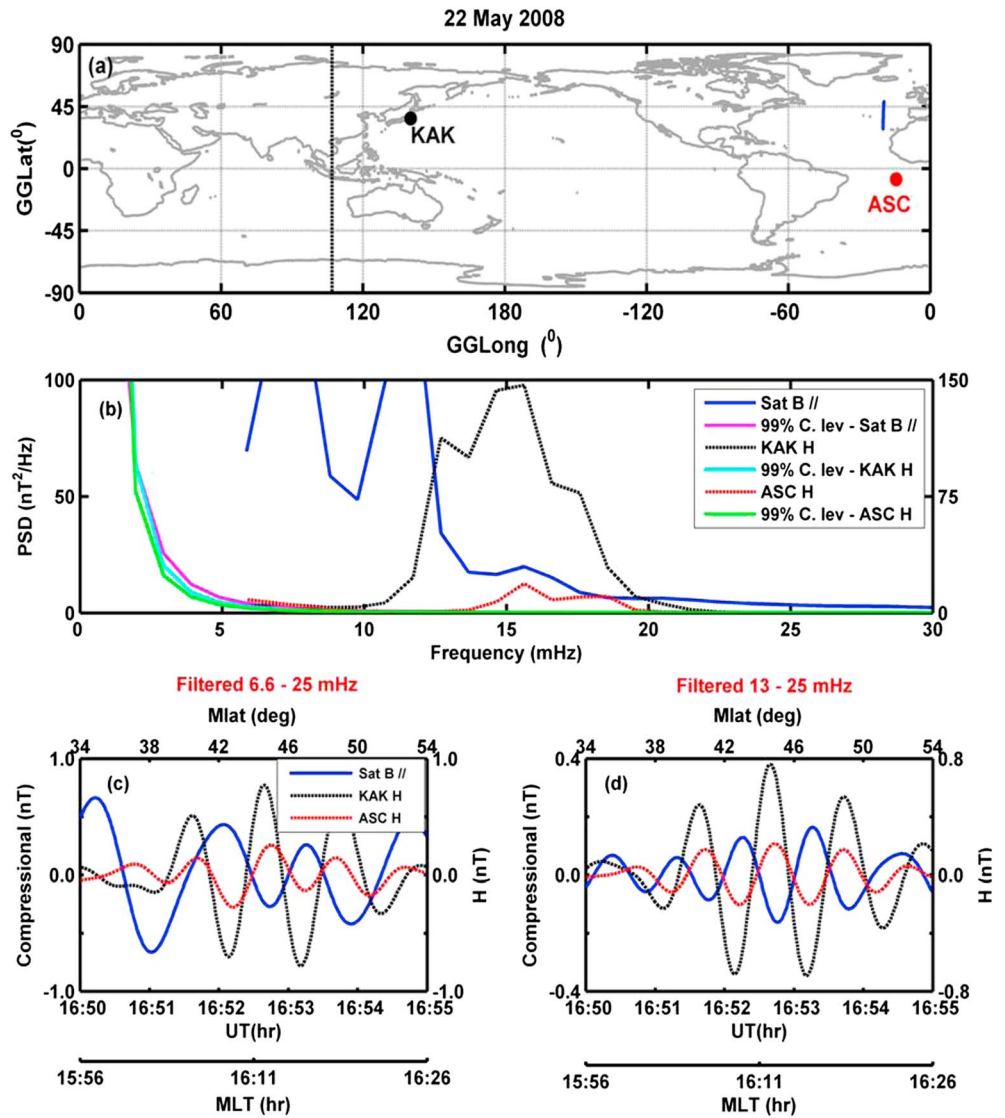 22 May 2008
(a)
90
45
0
-45
-90
GGLat(⁰)
KAK
ASC
0 60 120 180 -120 -60 0
GGLong (⁰)
(b)
100
50
0
PSD (nT²/Hz)
150
75
0
Sat B //
99% C. lev - Sat B //
KAK H
99% C. lev - KAK H
ASC H
99% C. lev - ASC H
0 5 10 15 20 25 30
Frequency (mHz)
Filtered 6.6 - 25 mHz
Mlat (deg)
34 38 42 46 50 54
(c)
1.0
0.0
-1.0
Compressional (nT)
Sat B //
KAK H
ASC H
1.0
0.0
-1.0
H (nT)
16:50 16:51 16:52 16:53 16:54 16:55
UT(hr)
15:56 16:11 16:26
MLT (hr)
Filtered 13 - 25 mHz
Mlat (deg)
34 38 42 46 50 54
(d)
0.4
0.0
-0.4
Compressional (nT)
0.8
0.0
-0.8
H (nT)
16:50 16:51 16:52 16:53 16:54 16:55
UT(hr)
15:56 16:11 16:26
MLT (hr)